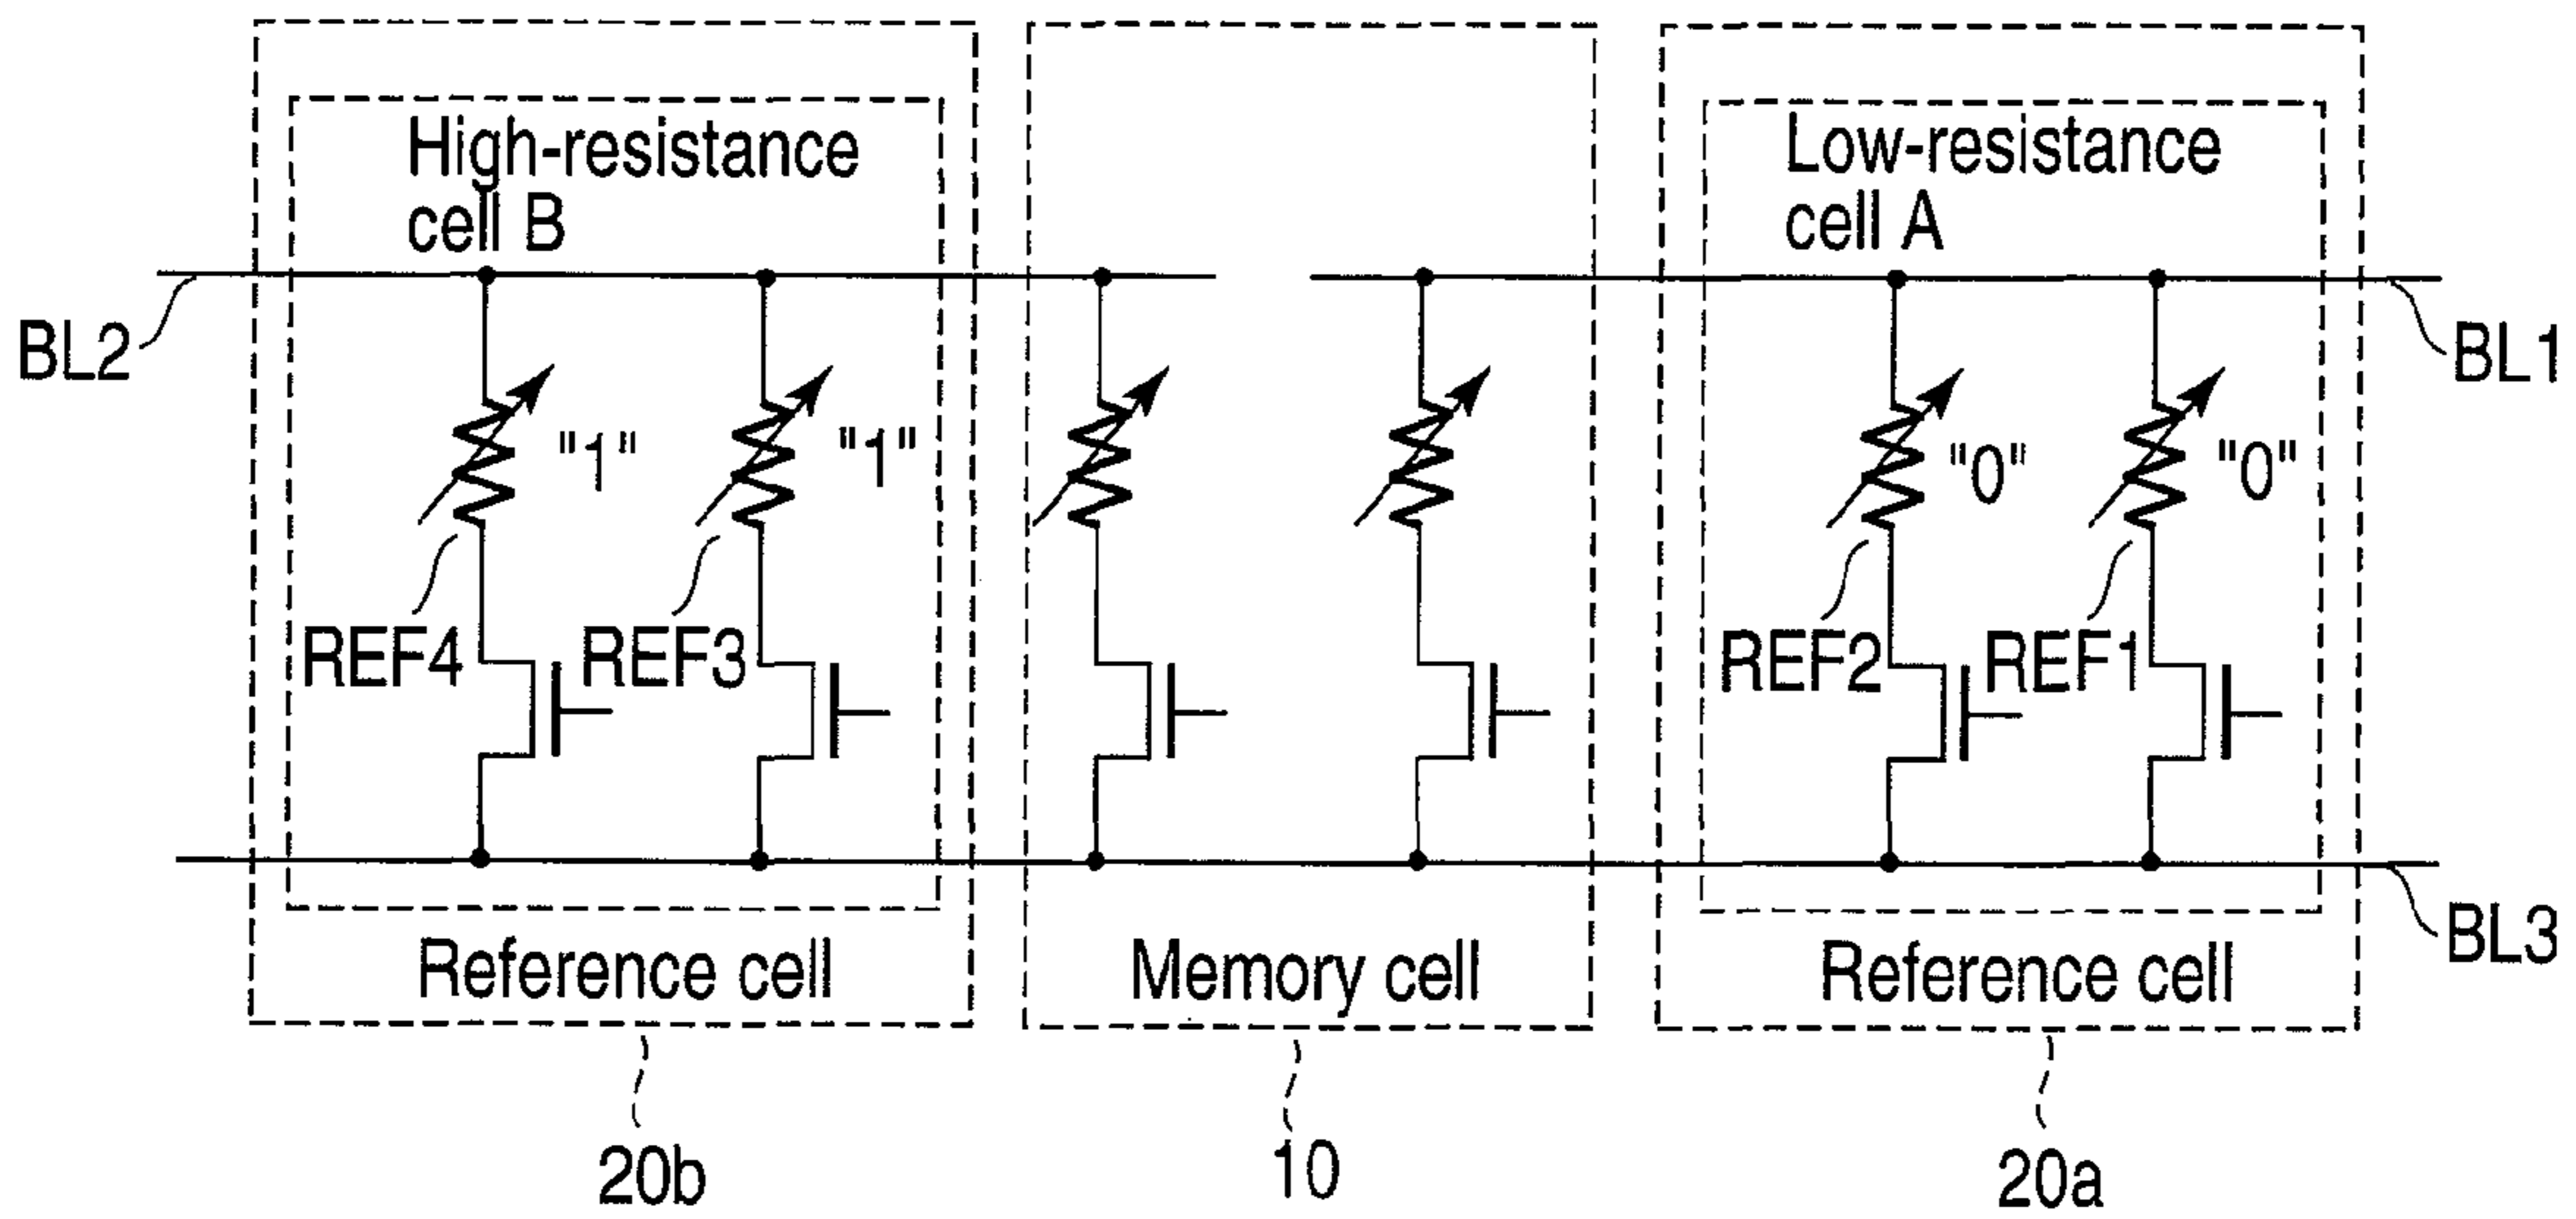 High-resistance
cell B
Low-resistance
cell A
BL2
BL1
"1"
"1"
"0"
"0"
REF4
REF3
REF2
REF1
BL3
Reference cell
Memory cell
Reference cell
20b
10
20a